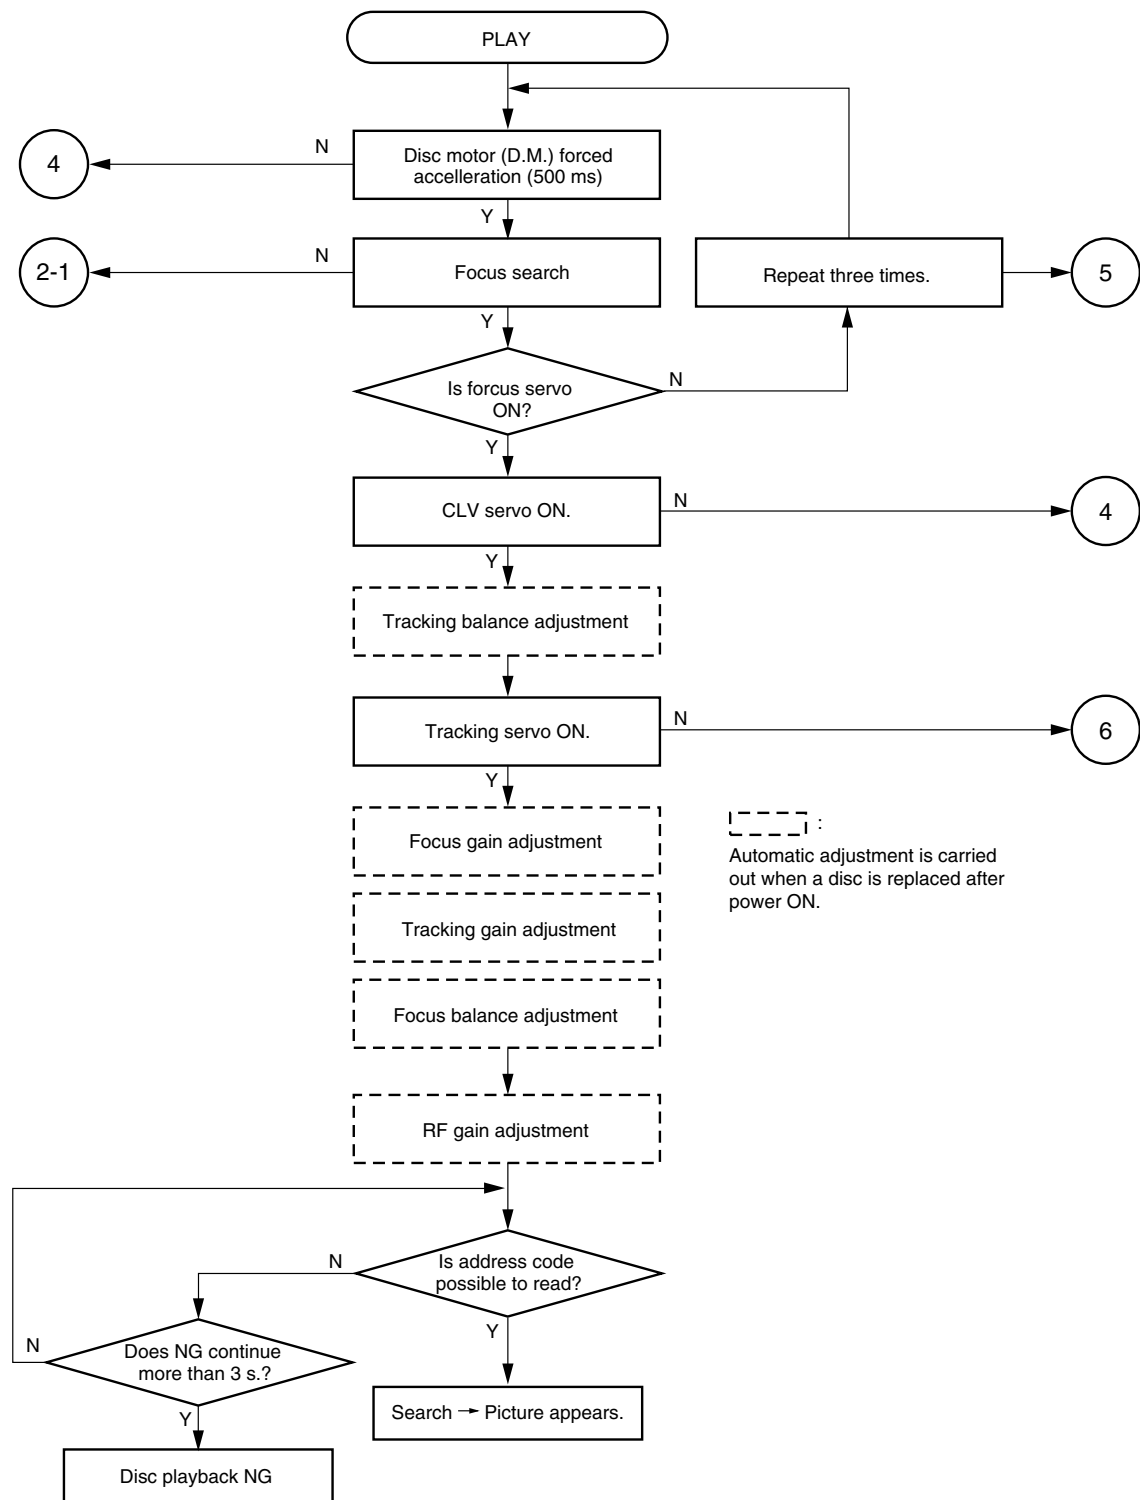 PLAY
N
4
Disc motor (D.M.) forced
accelleration (500 ms)
Y
N
2-1
Focus search
Repeat three times.
5
Y
Is forcus servo
ON?
N
Y
CLV servo ON.
N
4
Y
Tracking balance adjustment
Tracking servo ON.
N
6
Y
Focus gain adjustment
:
Automatic adjustment is carried
out when a disc is replaced after
power ON.
Tracking gain adjustment
Focus balance adjustment
RF gain adjustment
Is address code
possible to read?
N
Y
N
Does NG continue
more than 3 s.?
Y
Search → Picture appears.
Disc playback NG